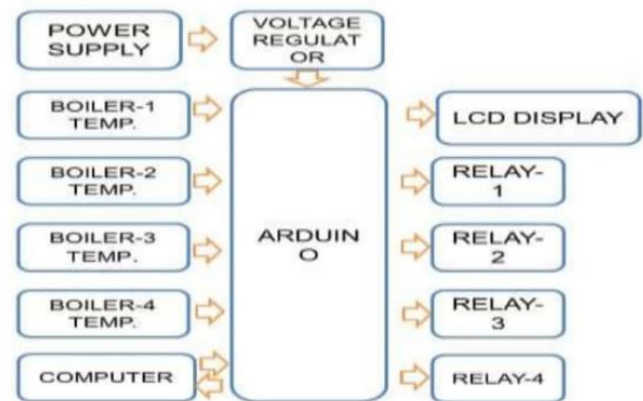 POWER
SUPPLY
VOLTAGE
REGULAT
OR
BOILER-1
TEMP.
LCD DISPLAY
BOILER-2
TEMP.
RELAY-
1
BOILER-3
TEMP.
ARDUIN
O
RELAY-
2
BOILER-4
TEMP.
RELAY-
3
COMPUTER
RELAY-4